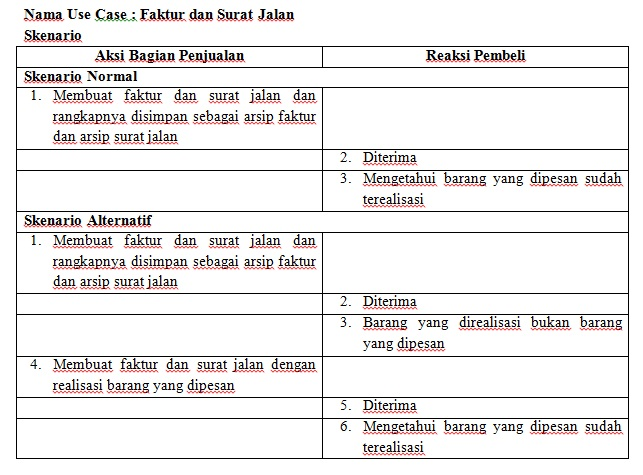 Nama Use Case : Faktur dan Surat Jalan
Skenario
Aksi Bagian Penjualan Reaksi Pembeli
Skenario Normal
1. Membuat faktur dan surat jalan dan
rangkapnya disimpan sebagai arsip faktur
dan arsip surat jalan
2. Diterima
3. Mengetahui barang yang dipesan sudah
terealisasi
Skenario Alternatif
1. Membuat faktur dan surat jalan dan
rangkapnya disimpan sebagai arsip faktur
dan arsip surat jalan
2. Diterima
3. Barang yang direalisasi bukan barang
yang dipesan
4. Membuat faktur dan surat jalan dengan
realisasi barang yang dipesan
5. Diterima
6. Mengetahui barang yang dipesan sudah
terealisasi